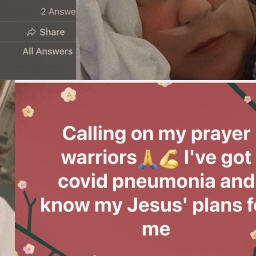 2 Answe
Share
All Answers
Calling on my prayer
warriors🙏💪 I've got
covid pneumonia and
know my Jesus' plans f
me